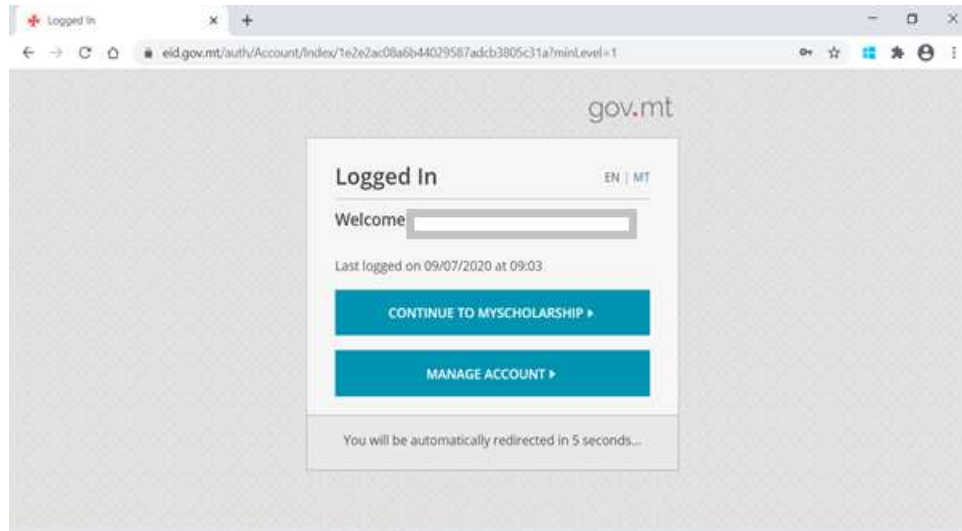 Logged In
eid.gov.mt/auth/Account/Index/1e2e2ac08a6b44029587adcb3805c31a?minLevel=1
gov.mt
Logged In
EN | MT
Welcome
Last logged on 09/07/2020 at 09:03
CONTINUE TO MYSCHOLARSHIP
MANAGE ACCOUNT
You will be automatically redirected in 5 seconds...